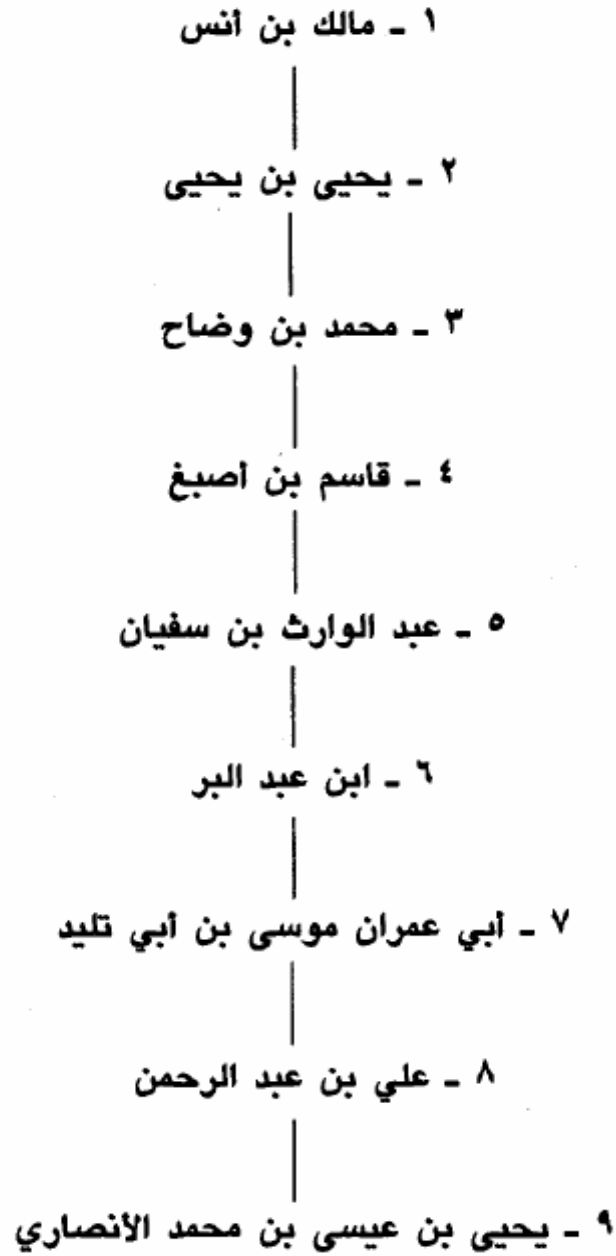 ١ ـ مالك بن أنس
٢ ـ يحيى بن يحيى
٣ ـ محمد بن وضاح
٤ ـ قاسم بن أصبغ
٥ ـ عبد الوارث بن سفيان
٦ ـ ابن عبد البر
٧ ـ أبي عمران موسى بن أبي تليد
٨ ـ علي بن عبد الرحمن
٩ ـ يحيى بن عيسى بن محمد الأنصاري